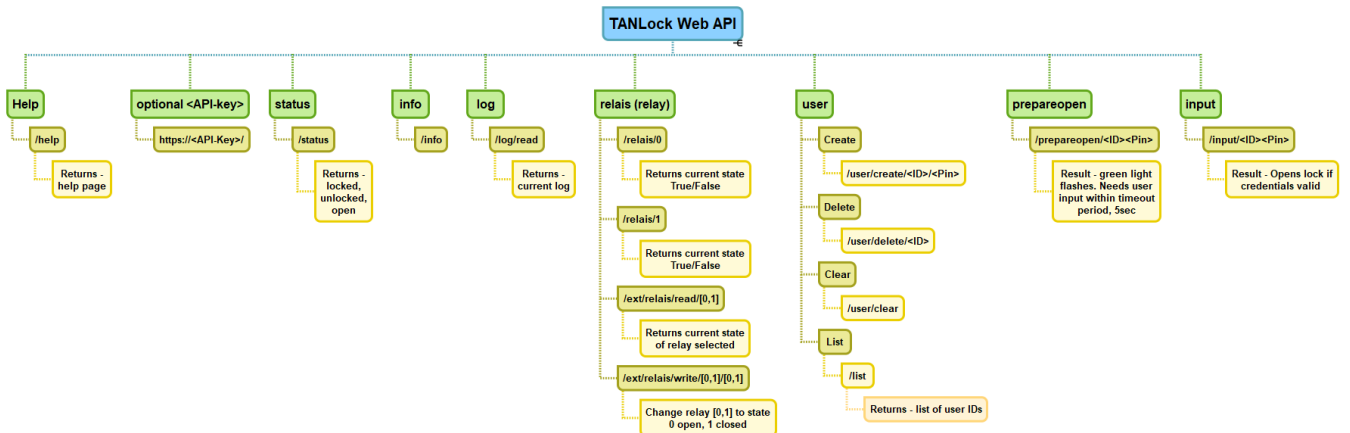 TANLock Web API
Help
/help
Returns -
help page
optional <API-key>
https://<API-Key>/
status
/status
Returns -
locked,
unlocked,
open
info
/info
log
/log/read
Returns -
current log
relais (relay)
/relais/0
Returns current state
True/False
/relais/1
Returns current state
True/False
/ext/relais/read/[0,1]
Returns current state
of relay selected
/ext/relais/write/[0,1]/[0,1]
Change relay [0,1] to state
0 open, 1 closed
user
Create
/user/create/<ID>/<Pin>
Delete
/user/delete/<ID>
Clear
/user/clear
List
/list
Returns - list of user IDs
prepareopen
/prepareopen/<ID><Pin>
Result - green light
flashes. Needs user
input within timeout
period, 5sec
input
/input/<ID><Pin>
Result - Opens lock if
credentials valid